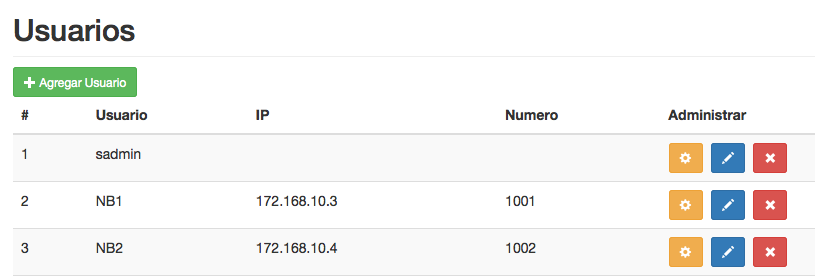 Usuarios
Agregar Usuario
# Usuario IP Numero Administrar
1 sadmin
2 NB1 172.168.10.3 1001
3 NB2 172.168.10.4 1002